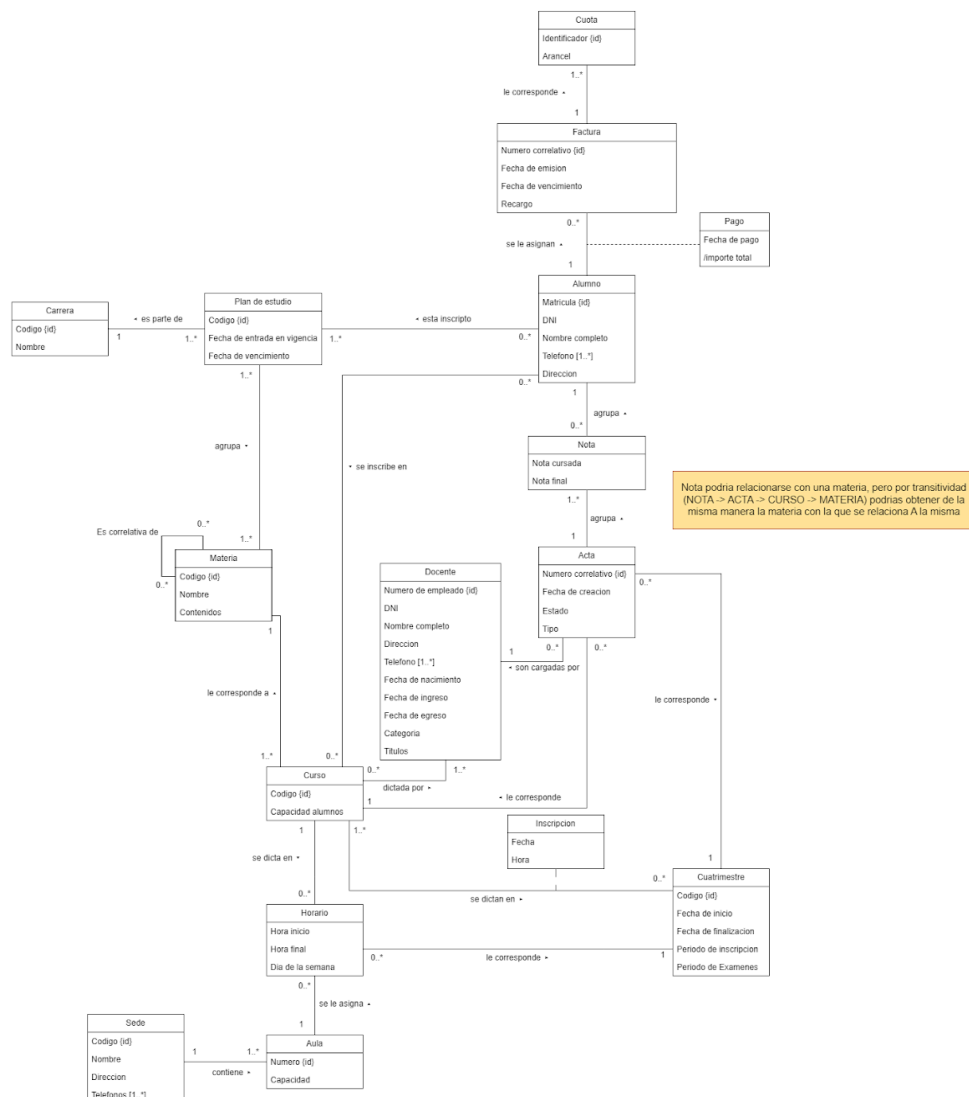 Cuota
Identificador {id}
Arancel
1..*
le corresponde
1
Factura
Numero correlativo {id}
Fecha de emision
Fecha de vencimiento
Recargo
0..*
se le asignan
1
Pago
Fecha de pago
/importe total
Alumno
Matricula {id}
DNI
Nombre completo
Telefono [1..*]
Direccion
Carrera
Codigo {id}
Nombre
es parte de
1
1..*
Plan de estudio
Codigo {id}
Fecha de entrada en vigencia
Fecha de vencimiento
esta inscripto
1..*
0..*
1..*
0..*
1
agrupa
0..*
agrupa
se inscribe en
Nota
Nota cursada
Nota final
Nota podria relacionarse con una materia, pero por transitividad
(NOTA -> ACTA -> CURSO -> MATERIA) podrias obtener de la
misma manera la materia con la que se relaciona A la misma
1..*
agrupa
1
Es correlativa de
0..*
0..*
1..*
Materia
Codigo {id}
Nombre
Contenidos
1
Docente
Numero de empleado {id}
DNI
Nombre completo
Direccion
Telefono [1..*]
Fecha de nacimiento
Fecha de ingreso
Fecha de egreso
Categoria
Titulos
Acta
Numero correlativo {id}
Fecha de creacion
Estado
Tipo
0..*
1
0..*
0..*
son cargadas por
le corresponde a
le corresponde
1..*
0..*
0..*
1..*
dictada por
Curso
Codigo {id}
Capacidad alumnos
1
le corresponde
1
1..*
Inscripcion
Fecha
Hora
se dicta en
1
0..*
se dictan en
0..*
Cuatrimestre
Codigo {id}
Fecha de inicio
Fecha de finalizacion
Periodo de inscripcion
Periodo de Examenes
Horario
Hora inicio
Hora final
Dia de la semana
0..*
le corresponde
1
0..*
se le asigna
1
Sede
Codigo {id}
Nombre
Direccion
Telefonos [1..*]
1
1..*
contiene
Aula
Numero {id}
Capacidad